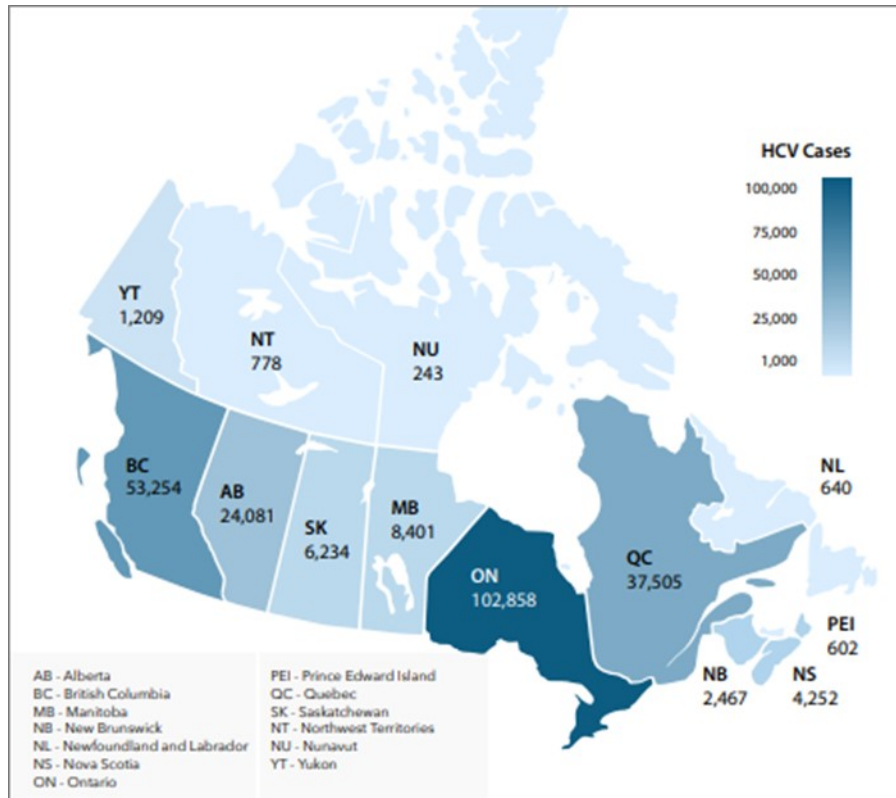 HCV Cases
100,000
75,000
50,000
25,000
1,000
YT
1,209
NT
778
NU
243
BC
53,254
AB
24,081
SK
6,234
MB
8,401
ON
102,858
QC
37,505
NL
640
PEI
602
NB
2,467
NS
4,252
AB - Alberta
BC - British Columbia
MB - Manitoba
NB - New Brunswick
NL - Newfoundland and Labrador
NS - Nova Scotia
ON - Ontario
PEI - Prince Edward Island
QC - Quebec
SK - Saskatchewan
NT - Northwest Territories
NU - Nunavut
YT - Yukon